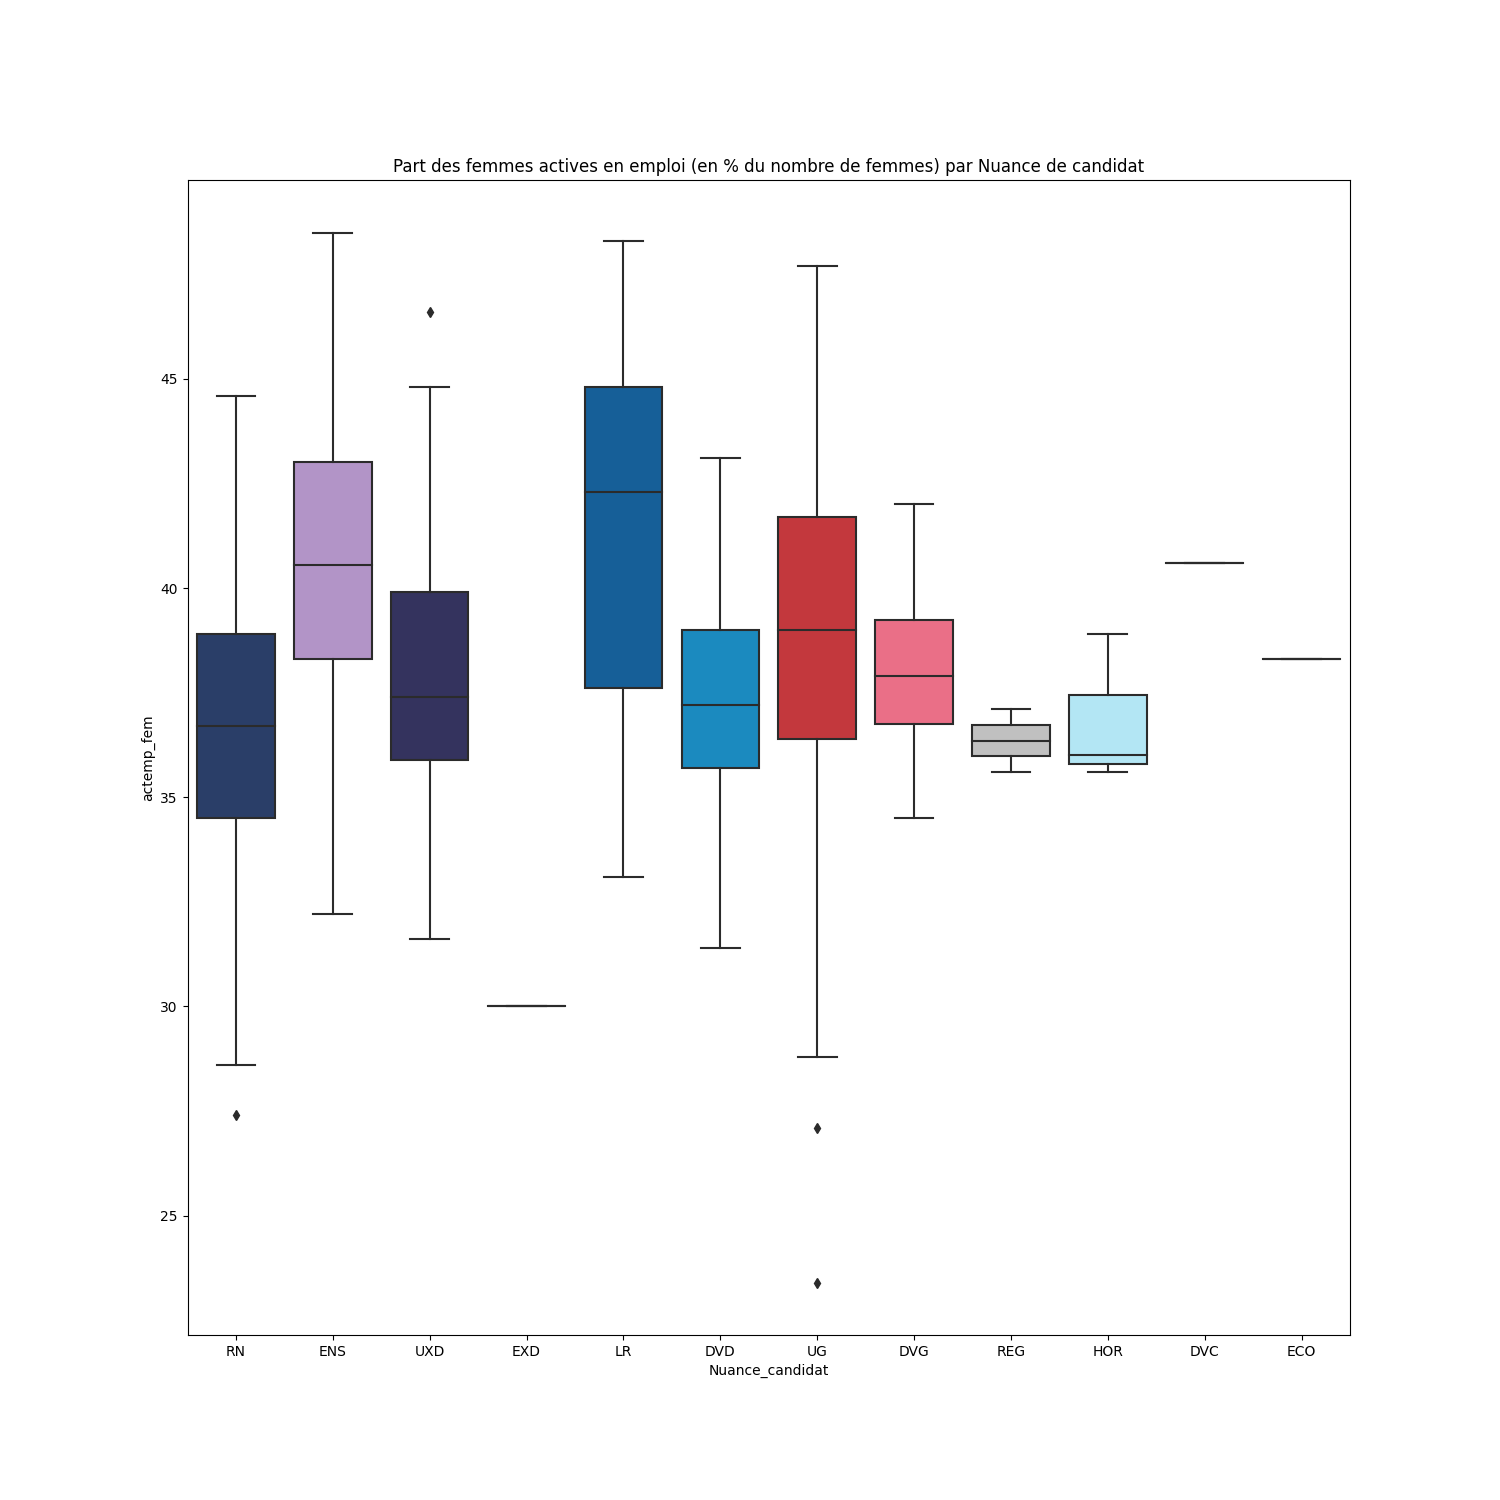 Part des femmes actives en emploi (en % du nombre de femmes) par Nuance de candidat
actemp_fem
45
40
35
30
25
RN ENS UXD EXD LR DVD UG DVG REG HOR DVC ECO
Nuance_candidat